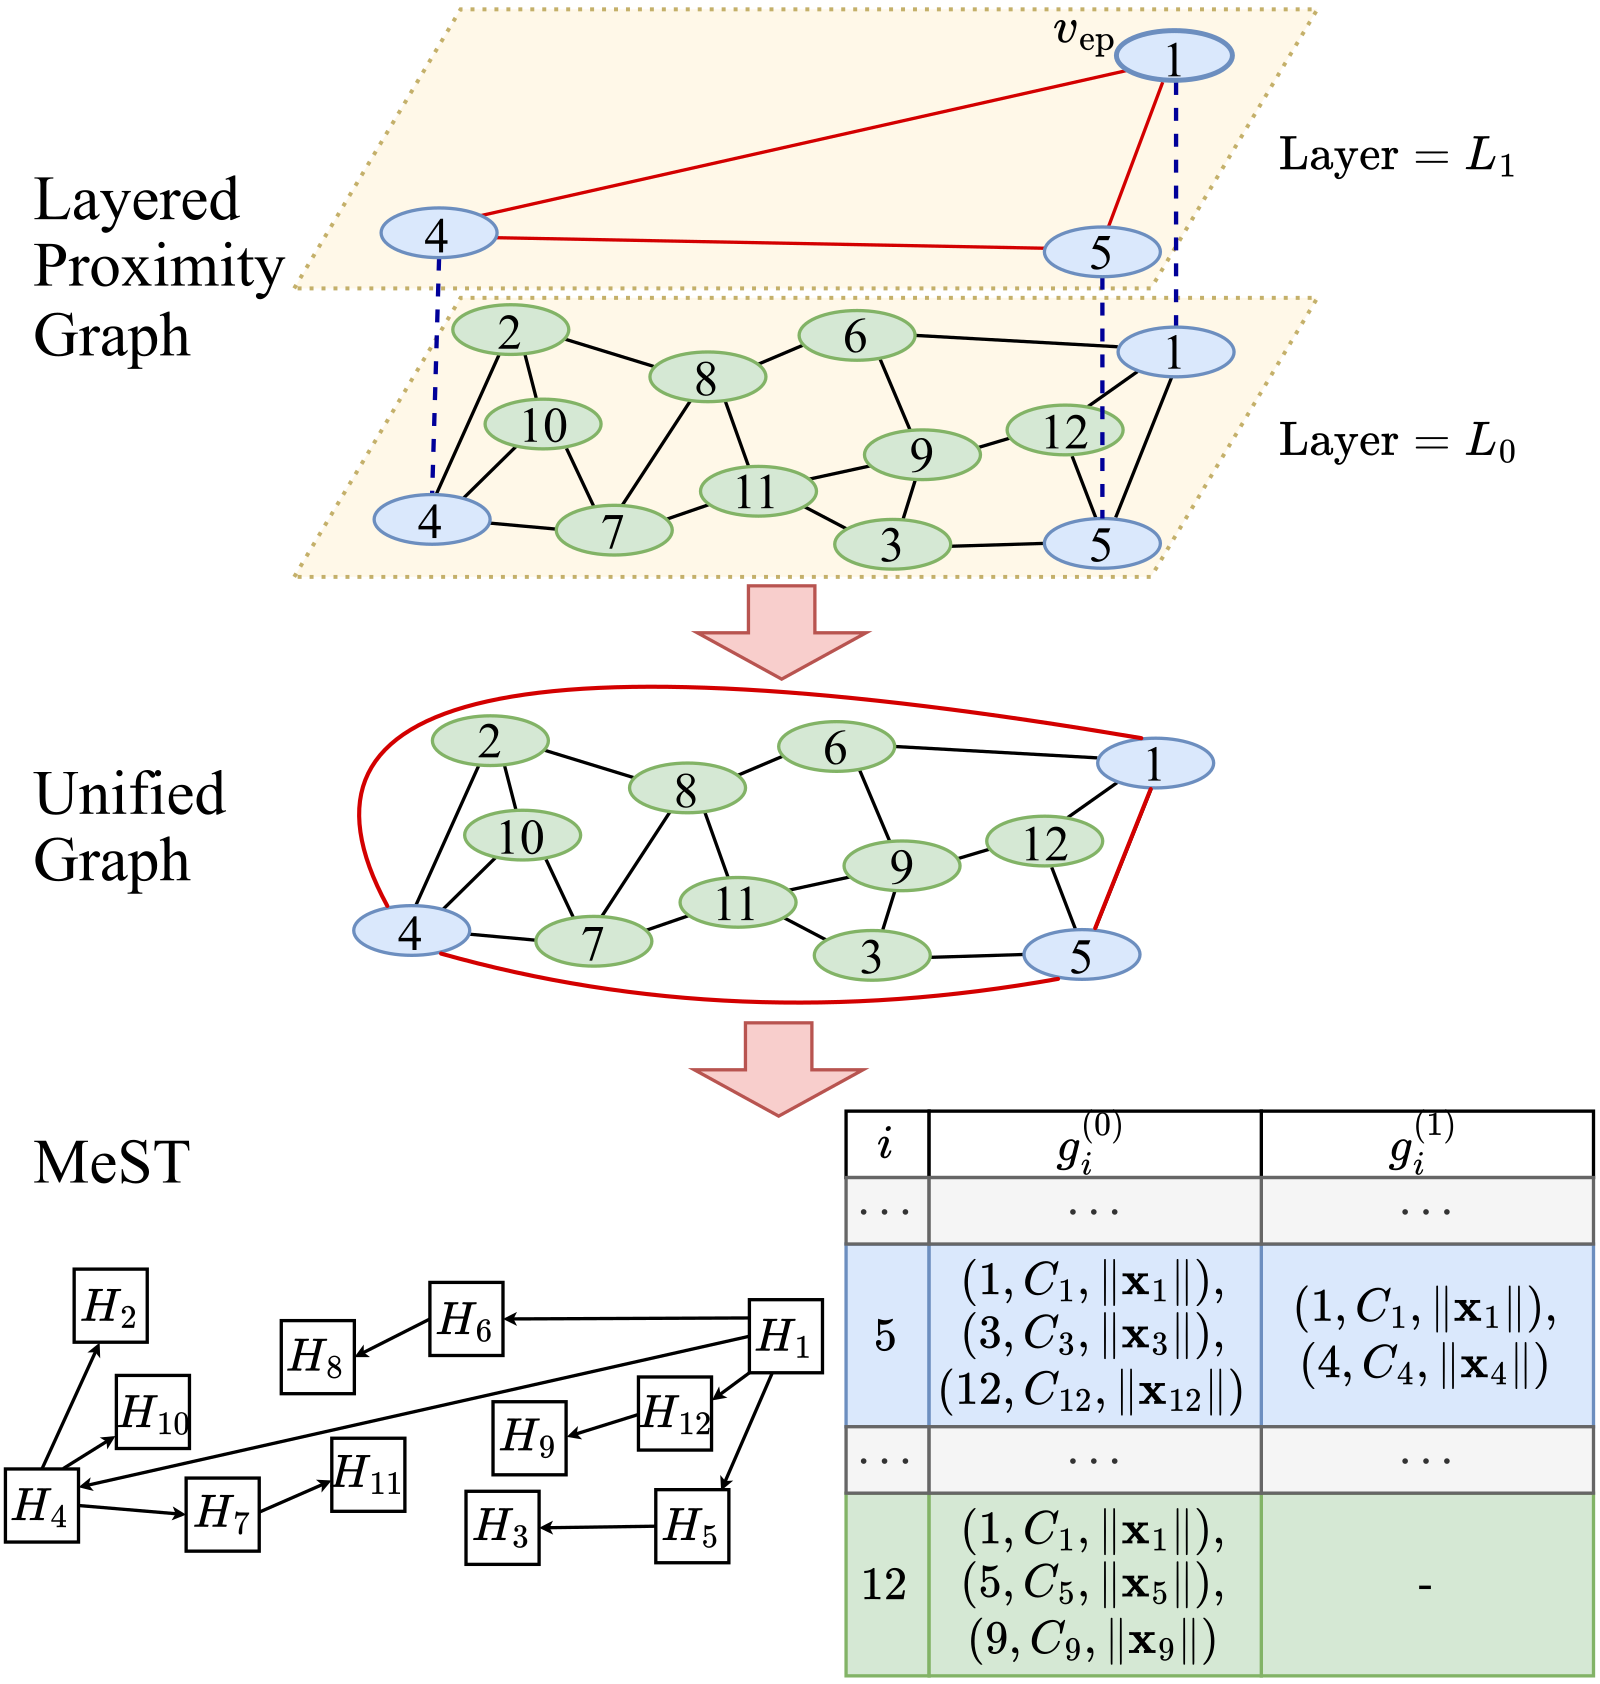 v_ep
1
Layer = L_1
Layered
Proximity
Graph
4
5
2
6
8
1
10
12
9
Layer = L_0
11
4
7
3
5
2
6
1
8
Unified
Graph
10
12
9
11
4
7
3
5
MeST
i
g_i^(0)
g_i^(1)
...
...
...
5
(1, C_1, ‖x_1‖),
(3, C_3, ‖x_3‖),
(12, C_12, ‖x_12‖)
(1, C_1, ‖x_1‖),
(4, C_4, ‖x_4‖)
...
...
...
12
(1, C_1, ‖x_1‖),
(5, C_5, ‖x_5‖),
(9, C_9, ‖x_9‖)
-
H_2
H_6
H_1
H_8
H_10
H_12
H_9
H_11
H_4
H_7
H_3
H_5